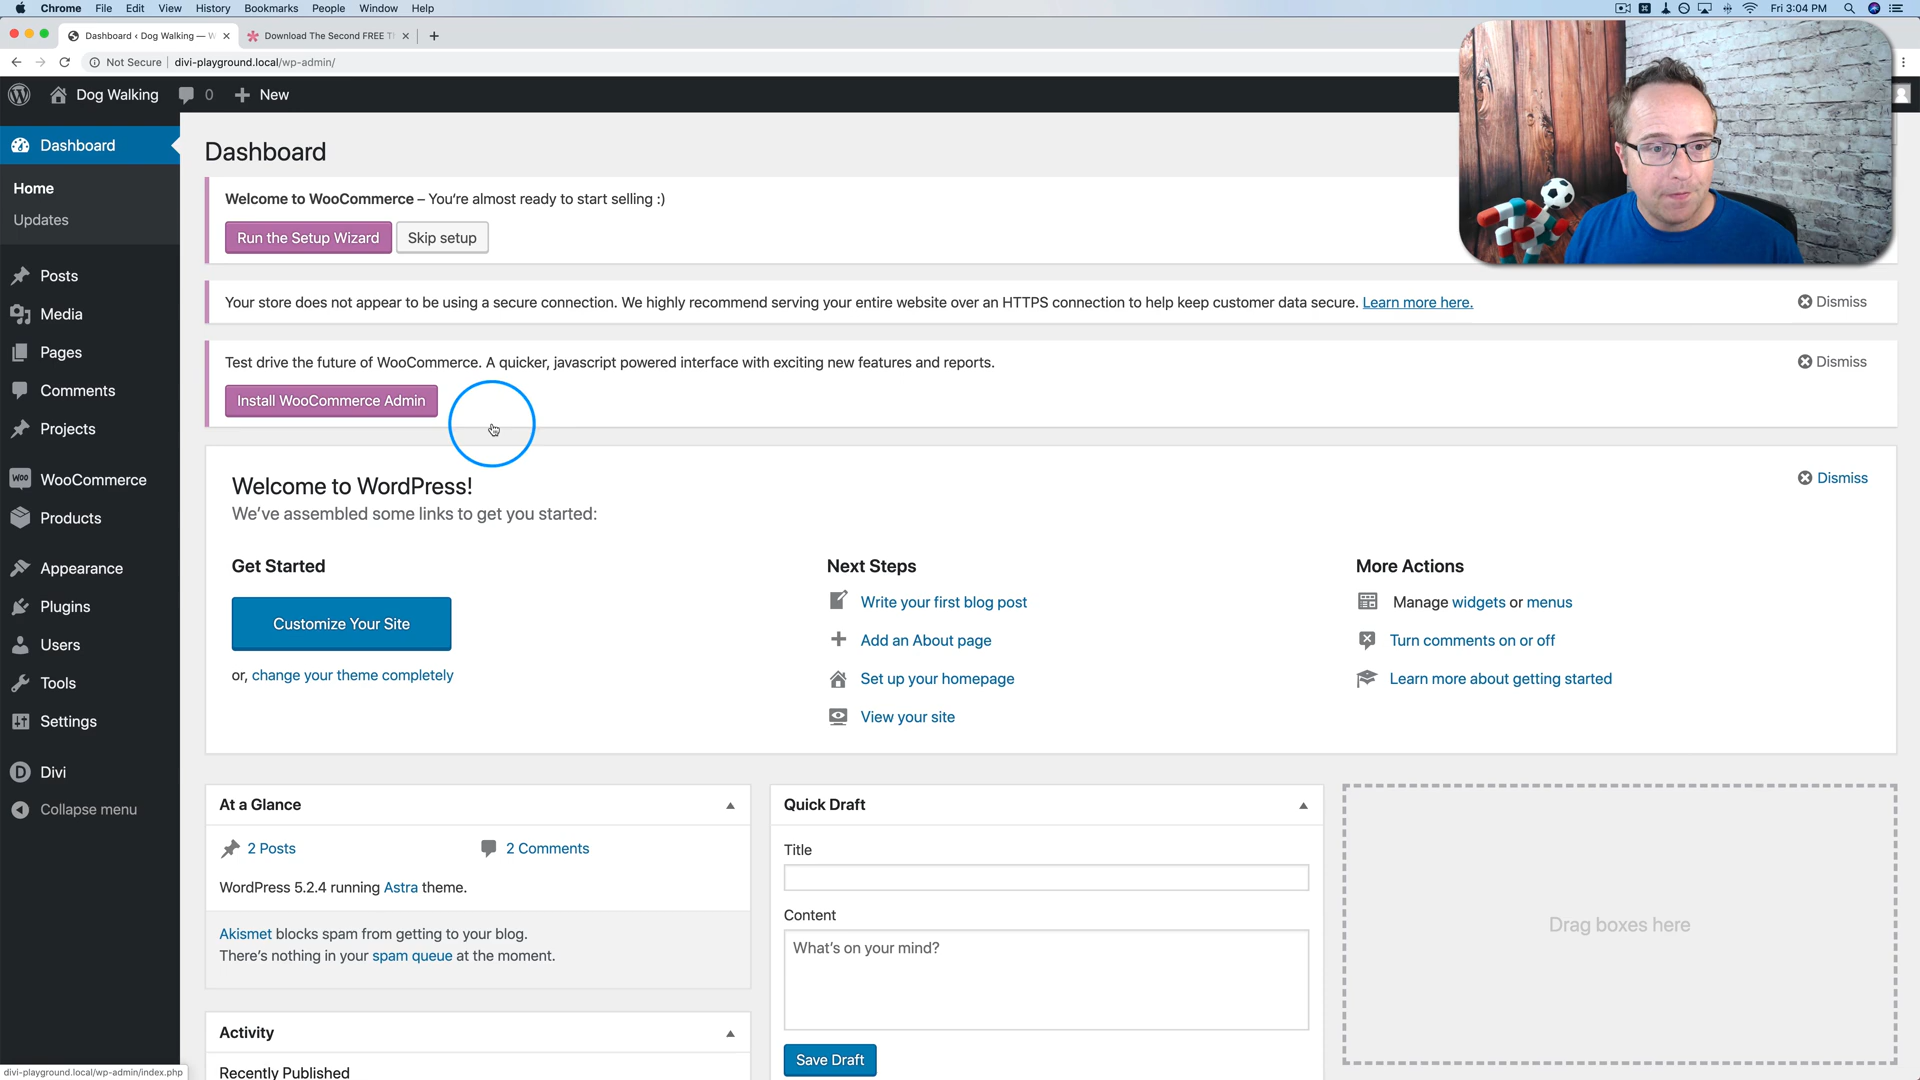 Chrome File Edit View History Bookmarks People Window Help
Fri 3:04 PM
Dashboard ‹ Dog Walking — W
Download The Second FREE T
Not Secure | divi-playground.local/wp-admin/
Dog Walking 0 New
Dashboard
Home
Updates
Posts
Media
Pages
Comments
Projects
WooCommerce
Products
Appearance
Plugins
Users
Tools
Settings
Divi
Collapse menu
Dashboard
Welcome to WooCommerce – You're almost ready to start selling :)
Run the Setup Wizard Skip setup
Your store does not appear to be using a secure connection. We highly recommend serving your entire website over an HTTPS connection to help keep customer data secure. Learn more here.
Dismiss
Test drive the future of WooCommerce. A quicker, javascript powered interface with exciting new features and reports.
Dismiss
Install WooCommerce Admin
Welcome to WordPress!
Dismiss
We've assembled some links to get you started:
Get Started
Customize Your Site
or, change your theme completely
Next Steps
Write your first blog post
Add an About page
Set up your homepage
View your site
More Actions
Manage widgets or menus
Turn comments on or off
Learn more about getting started
At a Glance
2 Posts 2 Comments
WordPress 5.2.4 running Astra theme.
Akismet blocks spam from getting to your blog.
There's nothing in your spam queue at the moment.
Activity
Recently Published
Quick Draft
Title
Content
What's on your mind?
Save Draft
Drag boxes here
divi-playground.local/wp-admin/index.php